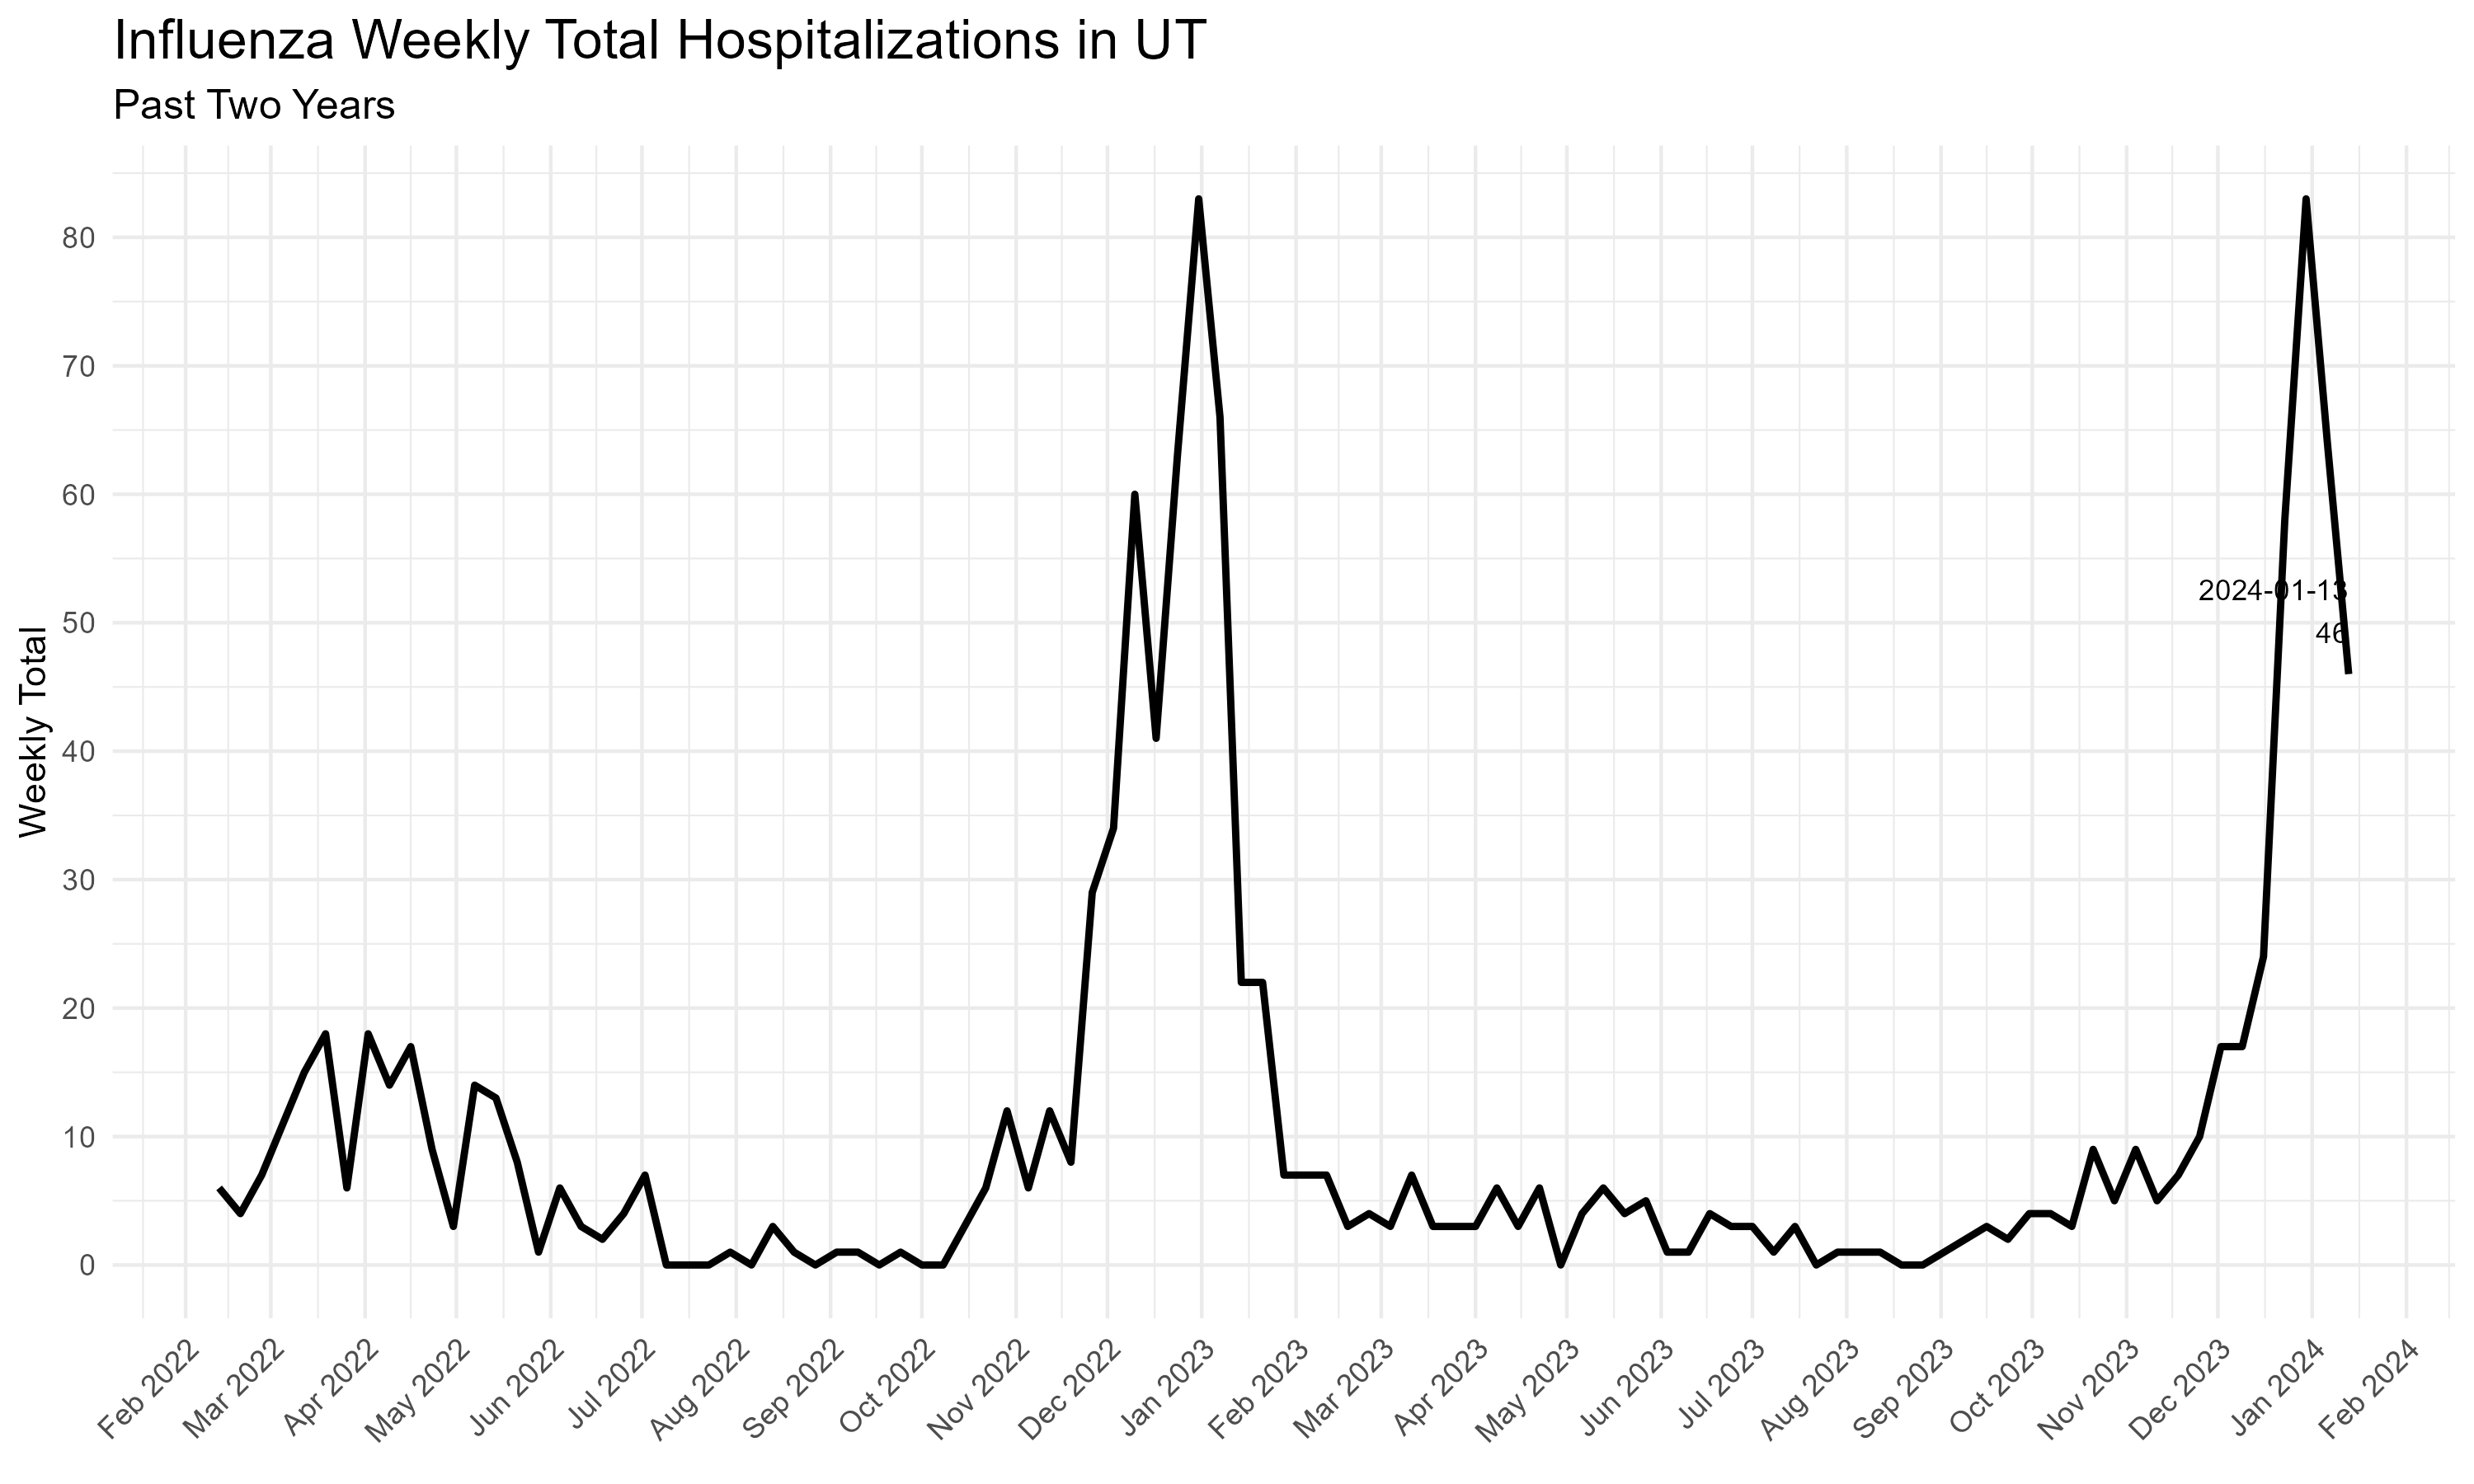 Influenza Weekly Total Hospitalizations in UT
Past Two Years
Weekly Total
80
70
60
50
40
30
20
10
0
2024-01-13
46
Feb 2022
Mar 2022
Apr 2022
May 2022
Jun 2022
Jul 2022
Aug 2022
Sep 2022
Oct 2022
Nov 2022
Dec 2022
Jan 2023
Feb 2023
Mar 2023
Apr 2023
May 2023
Jun 2023
Jul 2023
Aug 2023
Sep 2023
Oct 2023
Nov 2023
Dec 2023
Jan 2024
Feb 2024